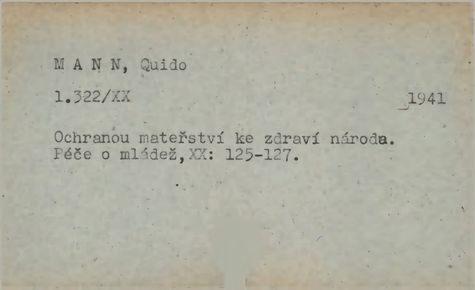 M A N N, Quido
1.322/XX 1941
Ochranou mateřství ke zdraví národa.
Péče o mládež,XX: 125-127.